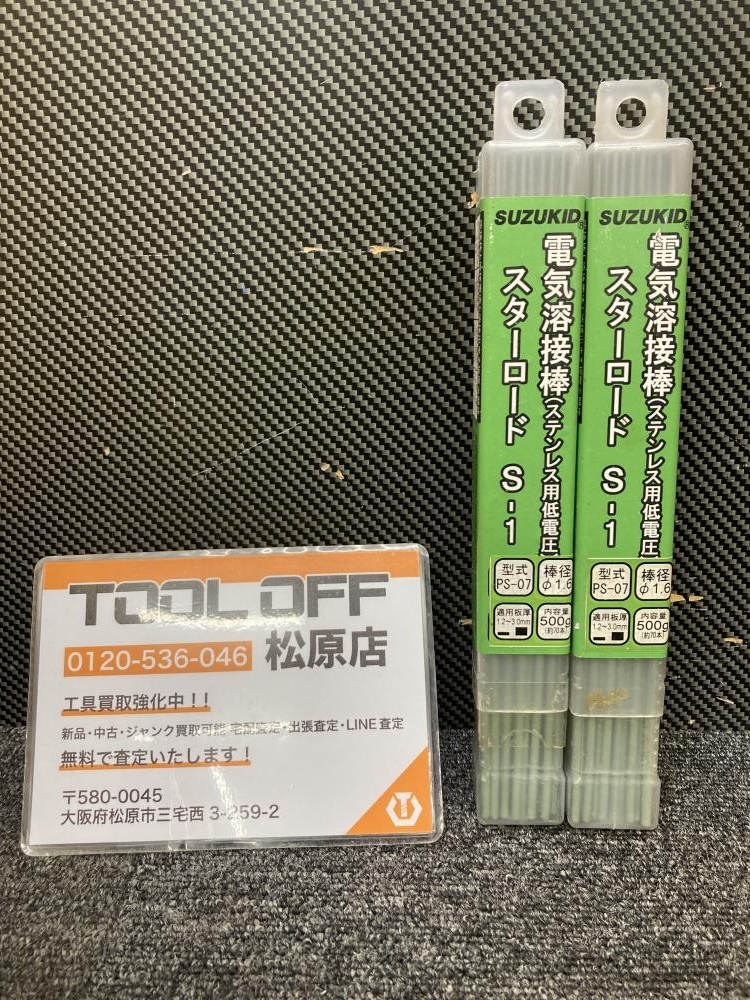 TOOL OFF
0120-536-046 松原店
工具買取強化中！！
新品・中古・ジャンク買取可能 宅配査定・出張査定・LINE査定
無料で査定いたします！
〒580-0045
大阪府松原市三宅西 3-259-2
SUZUKID
電気溶接棒(ステンレス用低電圧
スターロード S-1
型式
PS-07
棒径
φ1.6
適用板厚
1.2～3.0mm
内容量
500g
(約70本)
SUZUKID®
電気溶接棒(ステンレス用低電圧
スターロード S-1
型式
PS-07
棒径
φ1.6
適用板厚
1.2～3.0mm
内容量
500g
(約70本)